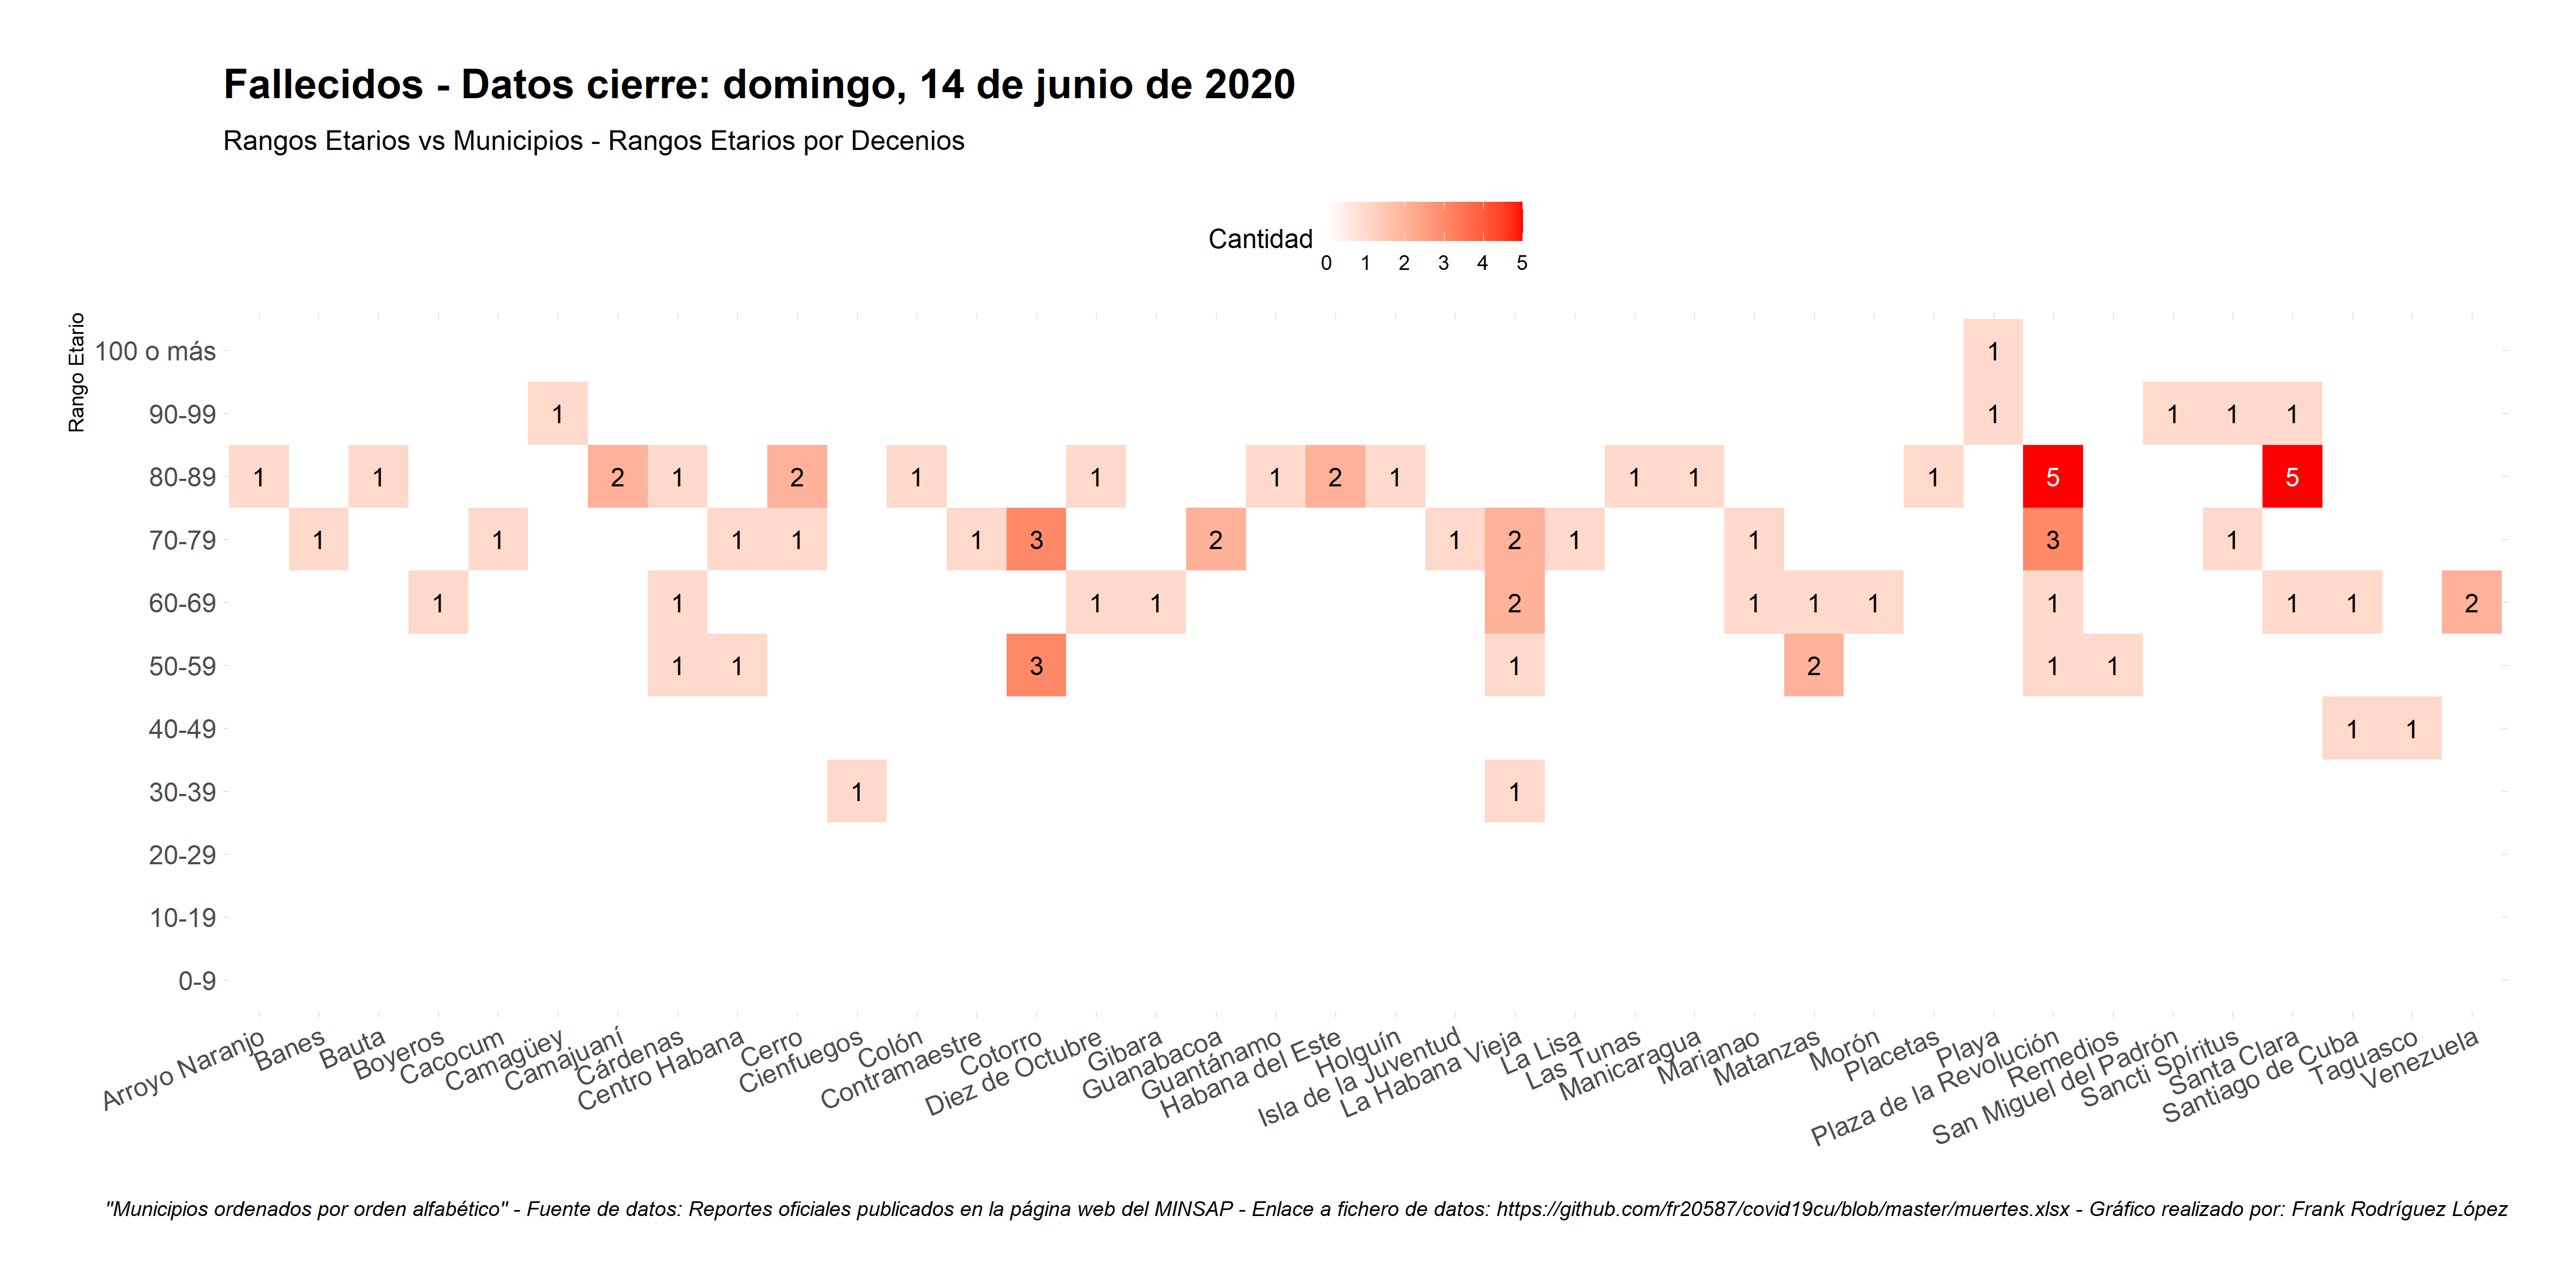 Fallecidos - Datos cierre: domingo, 14 de junio de 2020
Rangos Etarios vs Municipios - Rangos Etarios por Decenios
Cantidad
0 1 2 3 4 5
Rango Etario
100 o más 1
90-99 1 1 1 1 1
80-89 1 1 2 1 2 1 1 1 2 1 1 1 1 5 5
70-79 1 1 1 1 1 3 2 1 2 1 1 3 1
60-69 1 1 1 1 2 1 1 1 1 1 1 2
50-59 1 1 3 1 2 1 1
40-49 1 1
30-39 1 1
20-29
10-19
0-9
Arroyo Naranjo
Banes
Bauta
Boyeros
Cacocum
Camagüey
Camajuaní
Cárdenas
Centro Habana
Cerro
Cienfuegos
Colón
Contramaestre
Cotorro
Diez de Octubre
Gibara
Guanabacoa
Guantánamo
Habana del Este
Holguín
Isla de la Juventud
La Habana Vieja
La Lisa
Las Tunas
Manicaragua
Marianao
Matanzas
Morón
Placetas
Playa
Plaza de la Revolución
Remedios
San Miguel del Padrón
Sancti Spíritus
Santa Clara
Santiago de Cuba
Taguasco
Venezuela
"Municipios ordenados por orden alfabético" - Fuente de datos: Reportes oficiales publicados en la página web del MINSAP - Enlace a fichero de datos: https://github.com/fr20587/covid19cu/blob/master/muertes.xlsx - Gráfico realizado por: Frank Rodríguez López